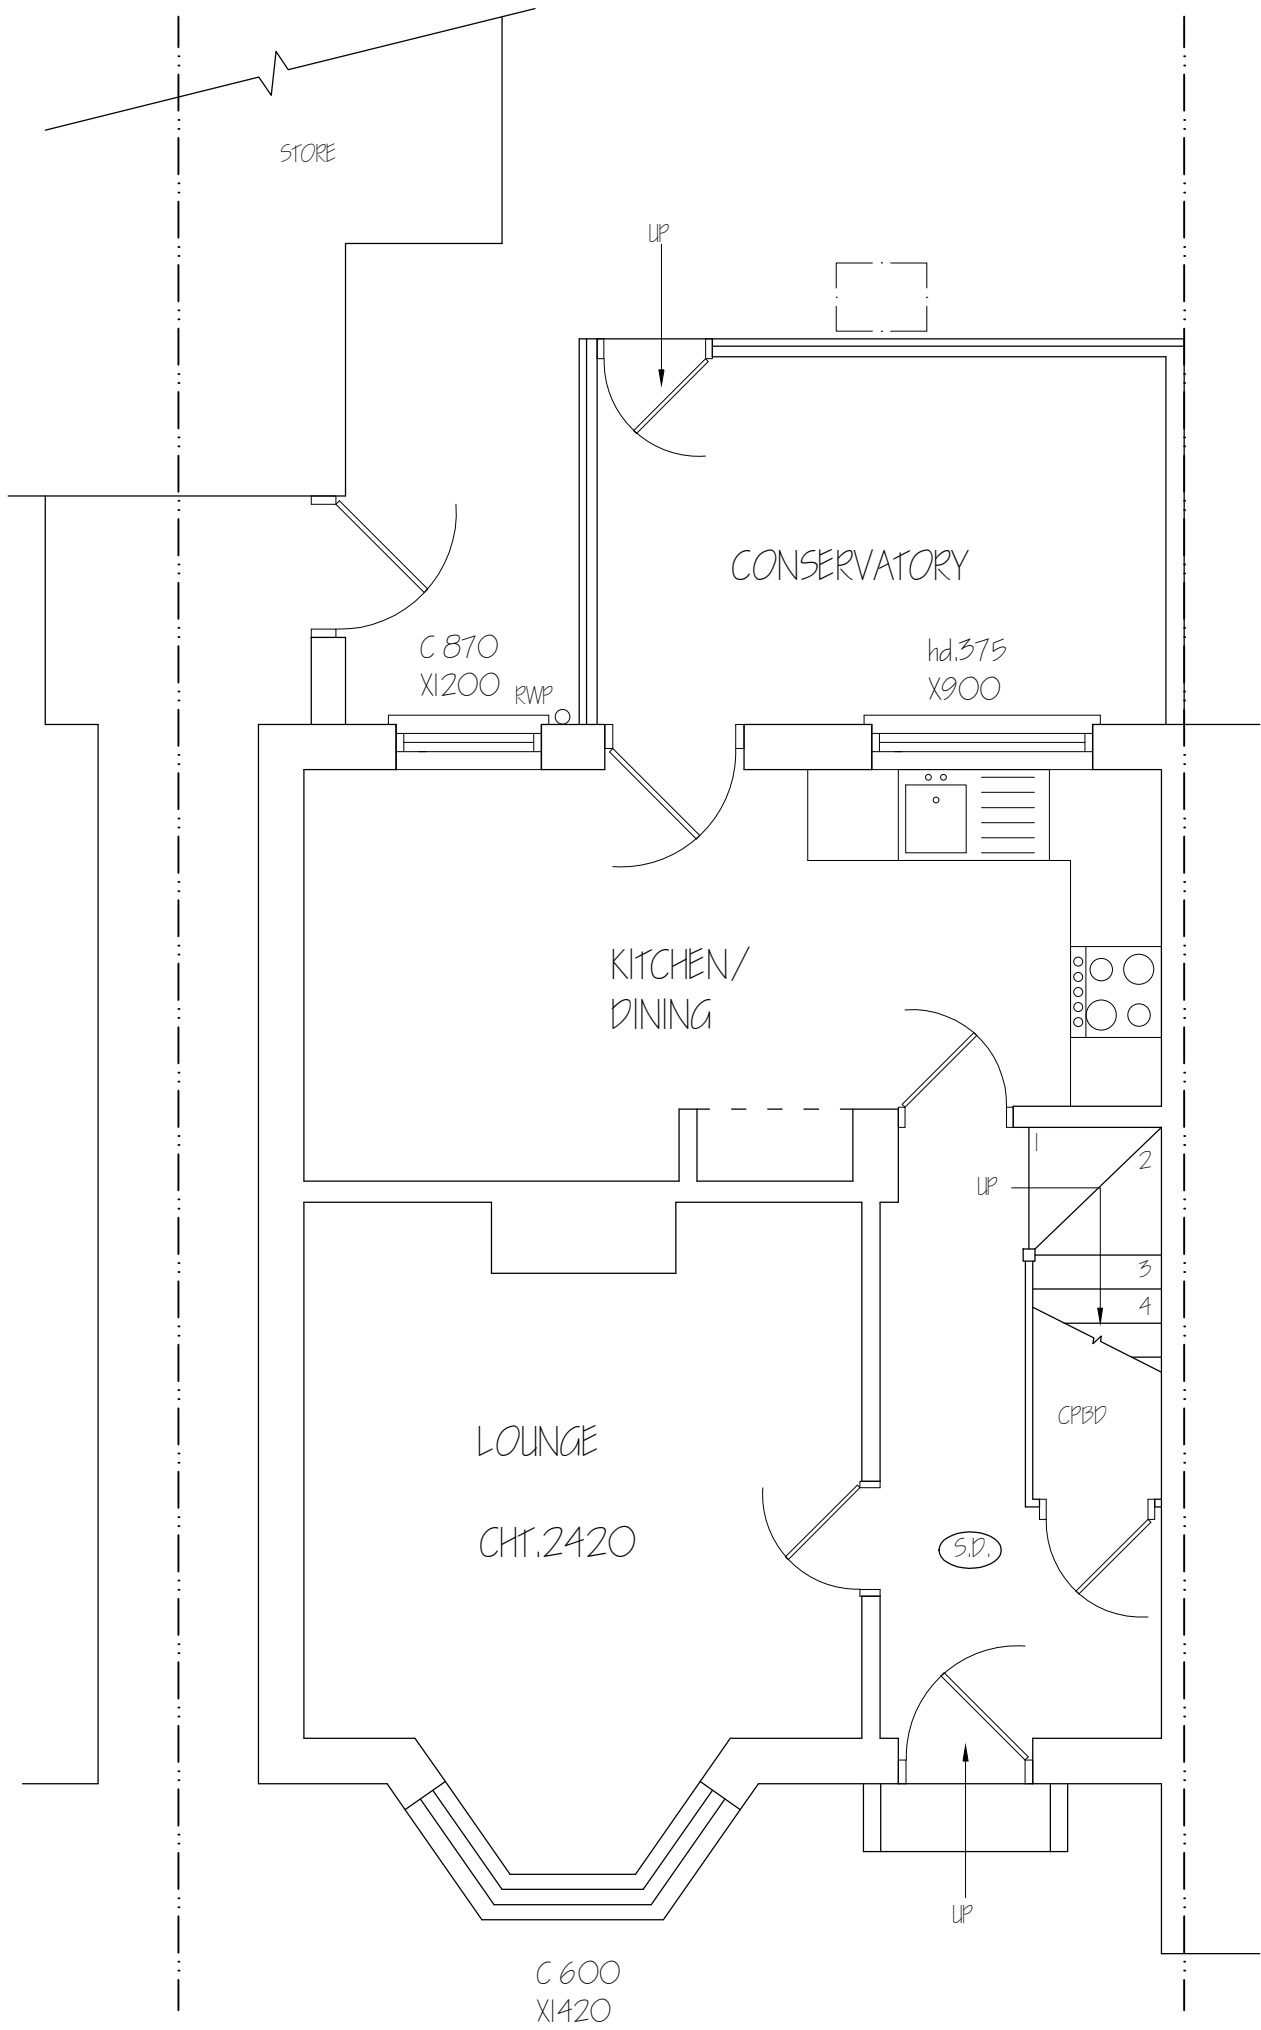 STORE
UP
CONSERVATORY
C 870
X1200
RWP
hd.375
X900
KITCHEN/
DINING
1
2
UP
3
4
CPBD
LOUNGE
CHT.2420
S.D.
UP
C 600
X1420